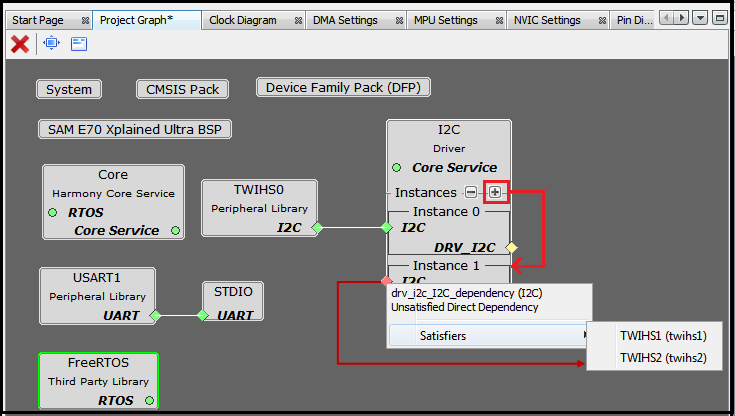 Start Page
Project Graph*
Clock Diagram
DMA Settings
MPU Settings
NVIC Settings
Pin Di...
System
CMSIS Pack
Device Family Pack (DFP)
SAM E70 Xplained Ultra BSP
I2C
Driver
Core Service
Instances
Instance 0
I2C
DRV_I2C
Instance 1
I2C
Core
Harmony Core Service
RTOS
Core Service
TWIHS0
Peripheral Library
I2C
USART1
Peripheral Library
UART
STDIO
UART
drv_i2c_I2C_dependency (I2C)
Unsatisfied Direct Dependency
Satisfiers
TWIHS1 (twihs1)
TWIHS2 (twihs2)
FreeRTOS
Third Party Library
RTOS